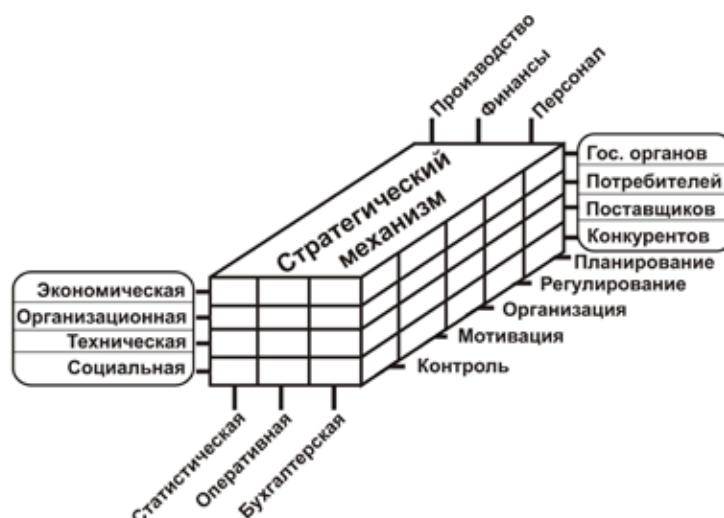 Производство
Финансы
Персонал
Стратегический
механизм
Гос. органов
Потребителей
Поставщиков
Конкурентов
Планирование
Регулирование
Организация
Мотивация
Контроль
Экономическая
Организационная
Техническая
Социальная
Статистическая
Оперативная
Бухгалтерская